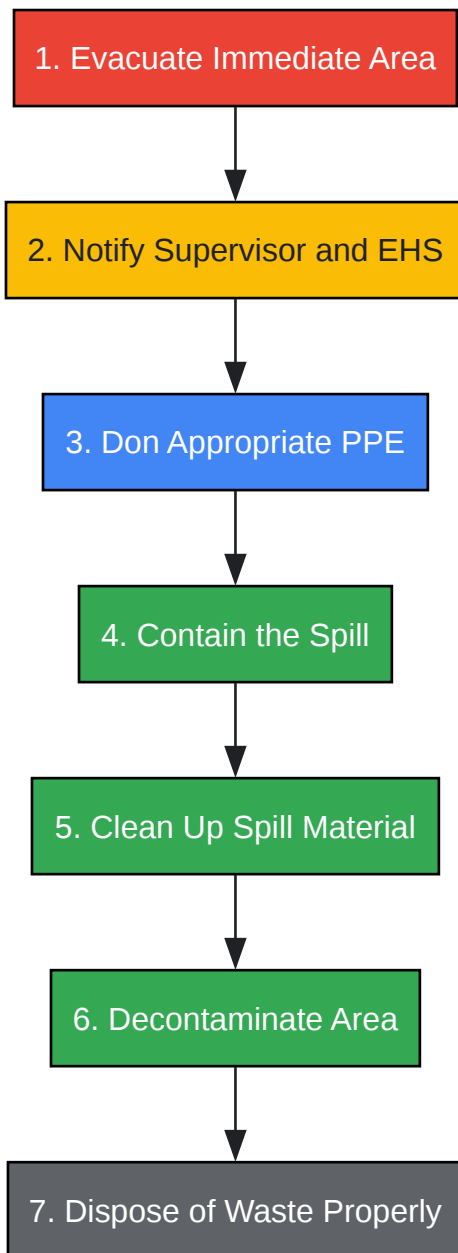 1. Evacuate Immediate Area
2. Notify Supervisor and EHS
3. Don Appropriate PPE
4. Contain the Spill
5. Clean Up Spill Material
6. Decontaminate Area
7. Dispose of Waste Properly